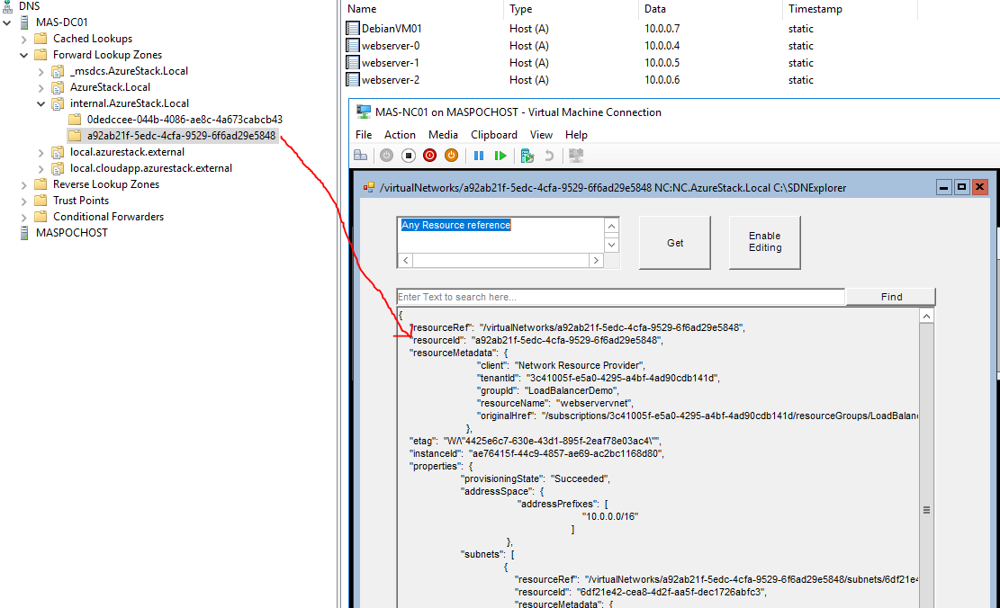 DNS
MAS-DC01
Cached Lookups
Forward Lookup Zones
_msdcs.AzureStack.Local
AzureStack.Local
internal.AzureStack.Local
0dedccee-044b-4086-ae8c-4a673cabcb43
a92ab21f-5edc-4cfa-9529-6f6ad29e5848
local.azurestack.external
local.cloudapp.azurestack.external
Reverse Lookup Zones
Trust Points
Conditional Forwarders
MASPOCHOST
Name Type Data Timestamp
DebianVM01 Host (A) 10.0.0.7 static
webserver-0 Host (A) 10.0.0.4 static
webserver-1 Host (A) 10.0.0.5 static
webserver-2 Host (A) 10.0.0.6 static
MAS-NC01 on MASPOCHOST - Virtual Machine Connection
File Action Media Clipboard View Help
/virtualNetworks/a92ab21f-5edc-4cfa-9529-6f6ad29e5848 NC:NC.AzureStack.Local C:\SDNExplorer
Any Resource reference
Get
Enable
Editing
Enter Text to search here...
Find
{
"resourceRef": "/virtualNetworks/a92ab21f-5edc-4cfa-9529-6f6ad29e5848",
"resourceId": "a92ab21f-5edc-4cfa-9529-6f6ad29e5848",
"resourceMetadata": {
"client": "Network Resource Provider",
"tenantId": "3c41005f-e5a0-4295-a4bf-4ad90cdb141d",
"groupId": "LoadBalancerDemo",
"resourceName": "webservervnet",
"originalHref": "/subscriptions/3c41005f-e5a0-4295-a4bf-4ad90cdb141d/resourceGroups/LoadBalanc
},
"etag": "W/\"4425e6c7-630e-43d1-895f-2eaf78e03ac4\"",
"instanceId": "ae76415f-44c9-4857-ae69-ac2bc1168d80",
"properties": {
"provisioningState": "Succeeded",
"addressSpace": {
"addressPrefixes": [
"10.0.0.0/16"
]
},
"subnets": [
{
"resourceRef": "/virtualNetworks/a92ab21f-5edc-4cfa-9529-6f6ad29e5848/subnets/6df21e4
"resourceId": "6df21e42-cea8-4d2f-aa5f-dec1726abfc3",
"resourceMetadata": {